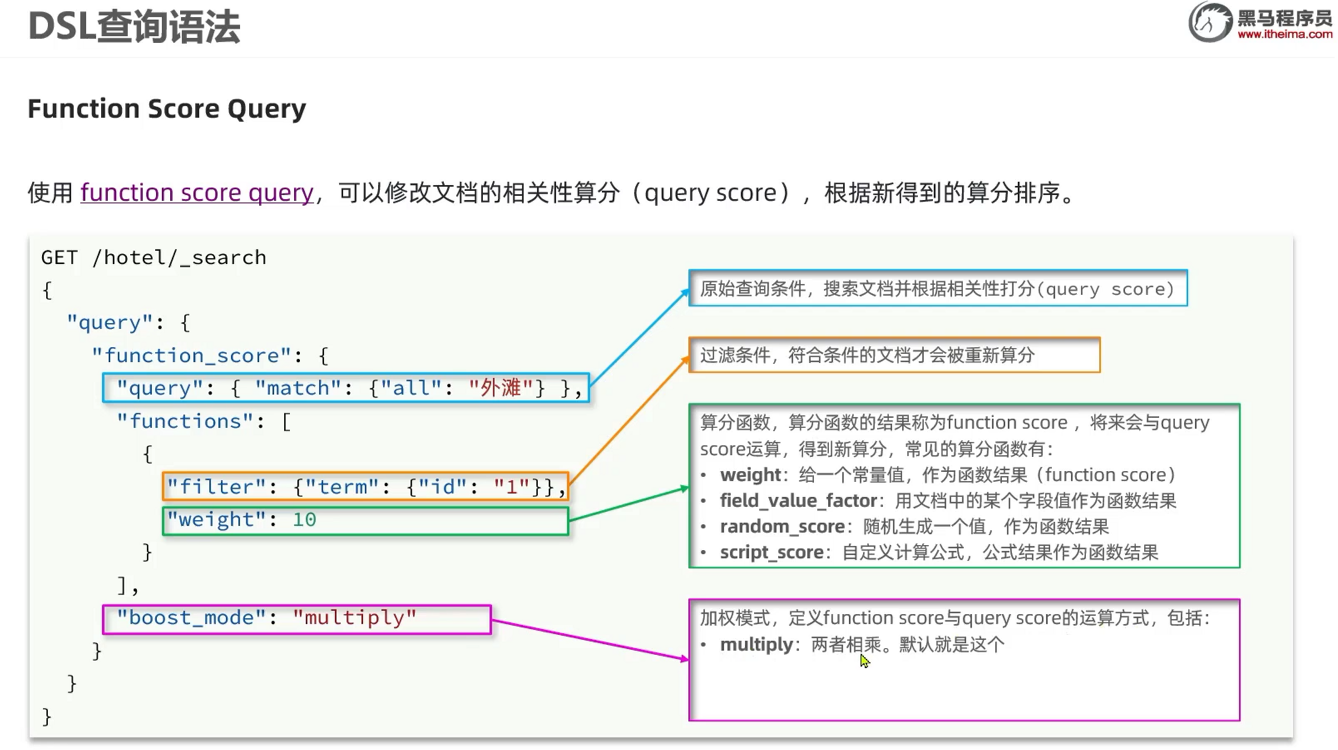 DSL查询语法
黑马程序员
www.itheima.com
Function Score Query
使用 function score query，可以修改文档的相关性算分（query score），根据新得到的算分排序。
GET /hotel/_search
{
"query": {
"function_score": {
"query": { "match": {"all": "外滩"} },
"functions": [
{
"filter": {"term": {"id": "1"}},
"weight": 10
}
],
"boost_mode": "multiply"
}
}
}
原始查询条件，搜索文档并根据相关性打分(query score)
过滤条件，符合条件的文档才会被重新算分
算分函数，算分函数的结果称为function score ，将来会与query
score运算，得到新算分，常见的算分函数有：
• weight：给一个常量值，作为函数结果（function score）
• field_value_factor：用文档中的某个字段值作为函数结果
• random_score：随机生成一个值，作为函数结果
• script_score：自定义计算公式，公式结果作为函数结果
加权模式，定义function score与query score的运算方式，包括：
• multiply：两者相乘。默认就是这个